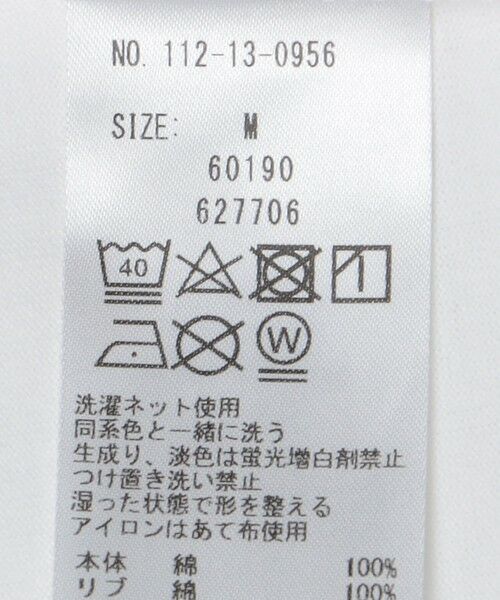 NO. 112-13-0956
SIZE: M
60190
627706
40
W
洗濯ネット使用
同系色と一緒に洗う
生成り、淡色は蛍光増白剤禁止
つけ置き洗い禁止
湿った状態で形を整える
アイロンはあて布使用
本体 綿 100%
リブ 綿 100%